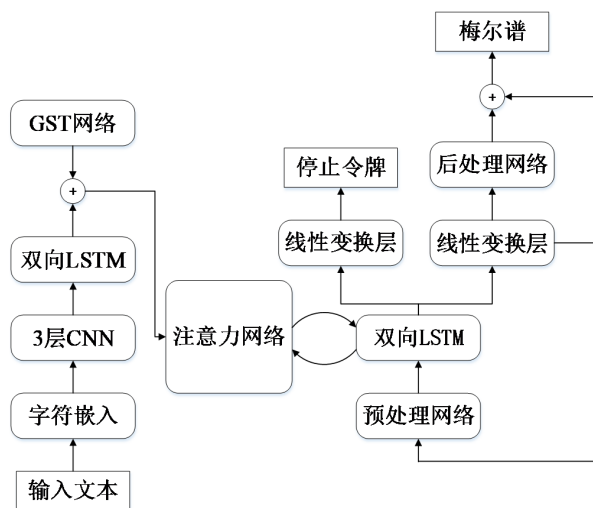 梅尔谱
+
GST网络
停止令牌
后处理网络
+
双向LSTM
线性变换层
线性变换层
3层CNN
注意力网络
双向LSTM
字符嵌入
预处理网络
输入文本